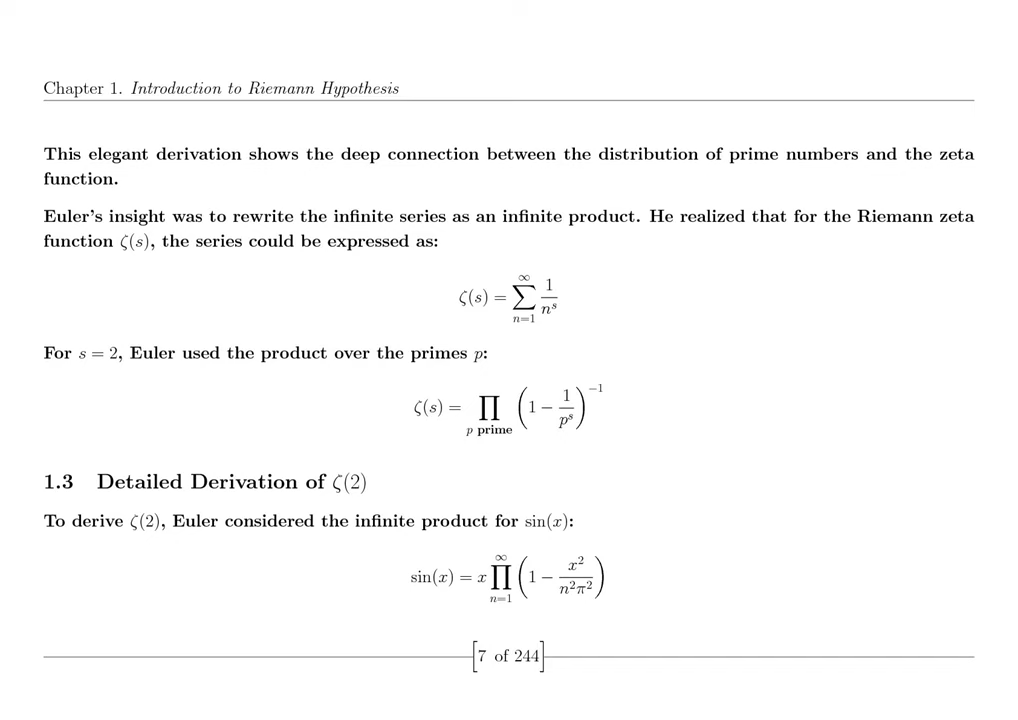 Chapter 1. Introduction to Riemann Hypothesis
This elegant derivation shows the deep connection between the distribution of prime numbers and the zeta
function.
Euler's insight was to rewrite the infinite series as an infinite product. He realized that for the Riemann zeta
function ζ(s), the series could be expressed as:
ζ(s) = ∑_{n=1}^{∞} 1/n^s
For s = 2, Euler used the product over the primes p:
ζ(s) = ∏_{p prime} (1 − 1/p^s)^{−1}
1.3 Detailed Derivation of ζ(2)
To derive ζ(2), Euler considered the infinite product for sin(x):
sin(x) = x ∏_{n=1}^{∞} (1 − x²/(n²π²))
[7 of 244]